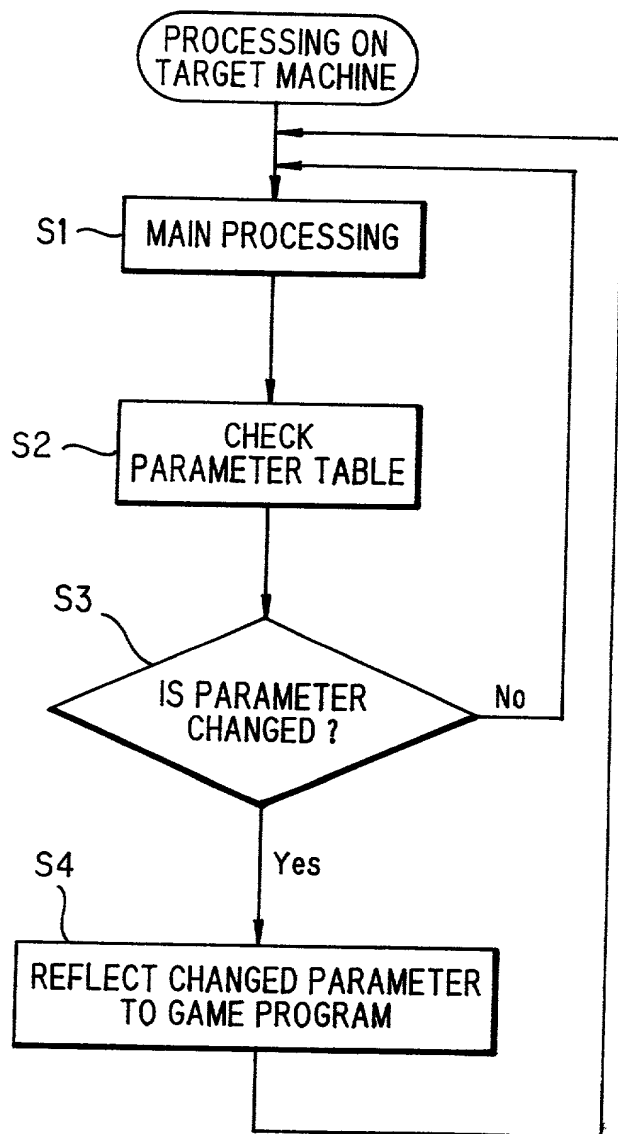 PROCESSING ON
TARGET MACHINE
S1
MAIN PROCESSING
S2
CHECK
PARAMETER TABLE
S3
IS PARAMETER
CHANGED ?
No
Yes
S4
REFLECT CHANGED PARAMETER
TO GAME PROGRAM